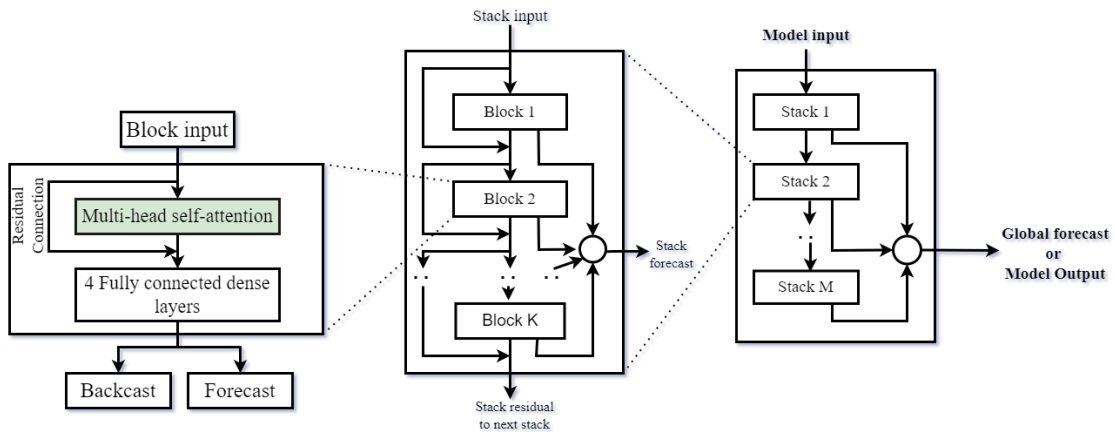 Block input
Residual
Connection
Multi-head self-attention
4 Fully connected dense
layers
Backcast
Forecast
Stack input
Block 1
Block 2
Block K
Stack
forecast
Stack residual
to next stack
Model input
Stack 1
Stack 2
Stack M
Global forecast
or
Model Output